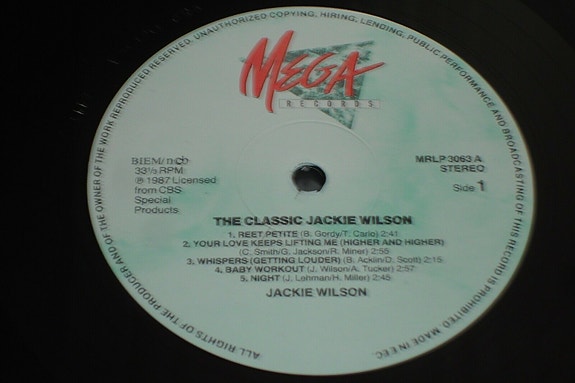 ALL RIGHTS OF THE PRODUCER AND OF THE OWNER OF THE WORK REPRODUCED RESERVED. UNAUTHORIZED COPYING, HIRING, LENDING, PUBLIC PERFORMANCE AND BROADCASTING OF THIS RECORD IS PROHIBITED. MADE IN EEC.
MEGA
RECORDS
BIEM/ncb
33⅓ RPM
℗ 1987 Licensed
from CBS
Special
Products
MRLP 3063 A
STEREO
Side 1
THE CLASSIC JACKIE WILSON
1. REET PETITE (B. Gordy/T. Carlo) 2:41
2. YOUR LOVE KEEPS LIFTING ME (HIGHER AND HIGHER)
(C. Smith/G. Jackson/R. Miner) 2:55
3. WHISPERS (GETTING LOUDER) (B. Acklin/D. Scott) 2:15
4. BABY WORKOUT (J. Wilson/A. Tucker) 2:57
5. NIGHT (J. Lehman/H. Miller) 2:45
JACKIE WILSON